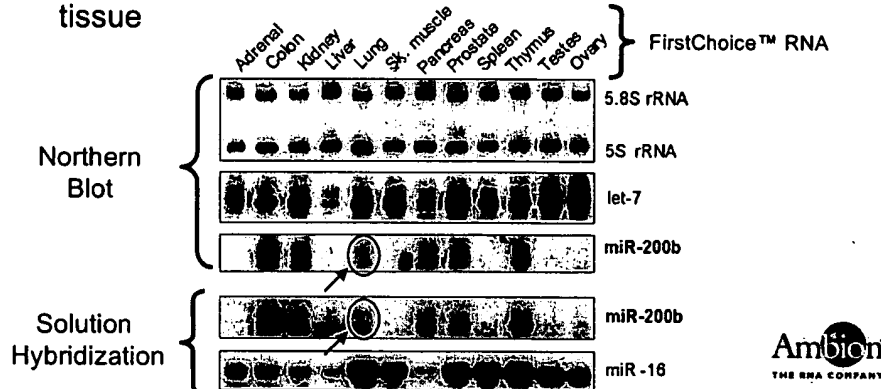 tissue
Adrenal
Colon
Kidney
Liver
Lung
Sk. muscle
Pancreas
Prostate
Spleen
Thymus
Testes
Ovary
FirstChoice™ RNA
Northern
Blot
5.8S rRNA
5S rRNA
let-7
miR-200b
Solution
Hybridization
miR-200b
miR-16
Ambion
THE RNA COMPANY